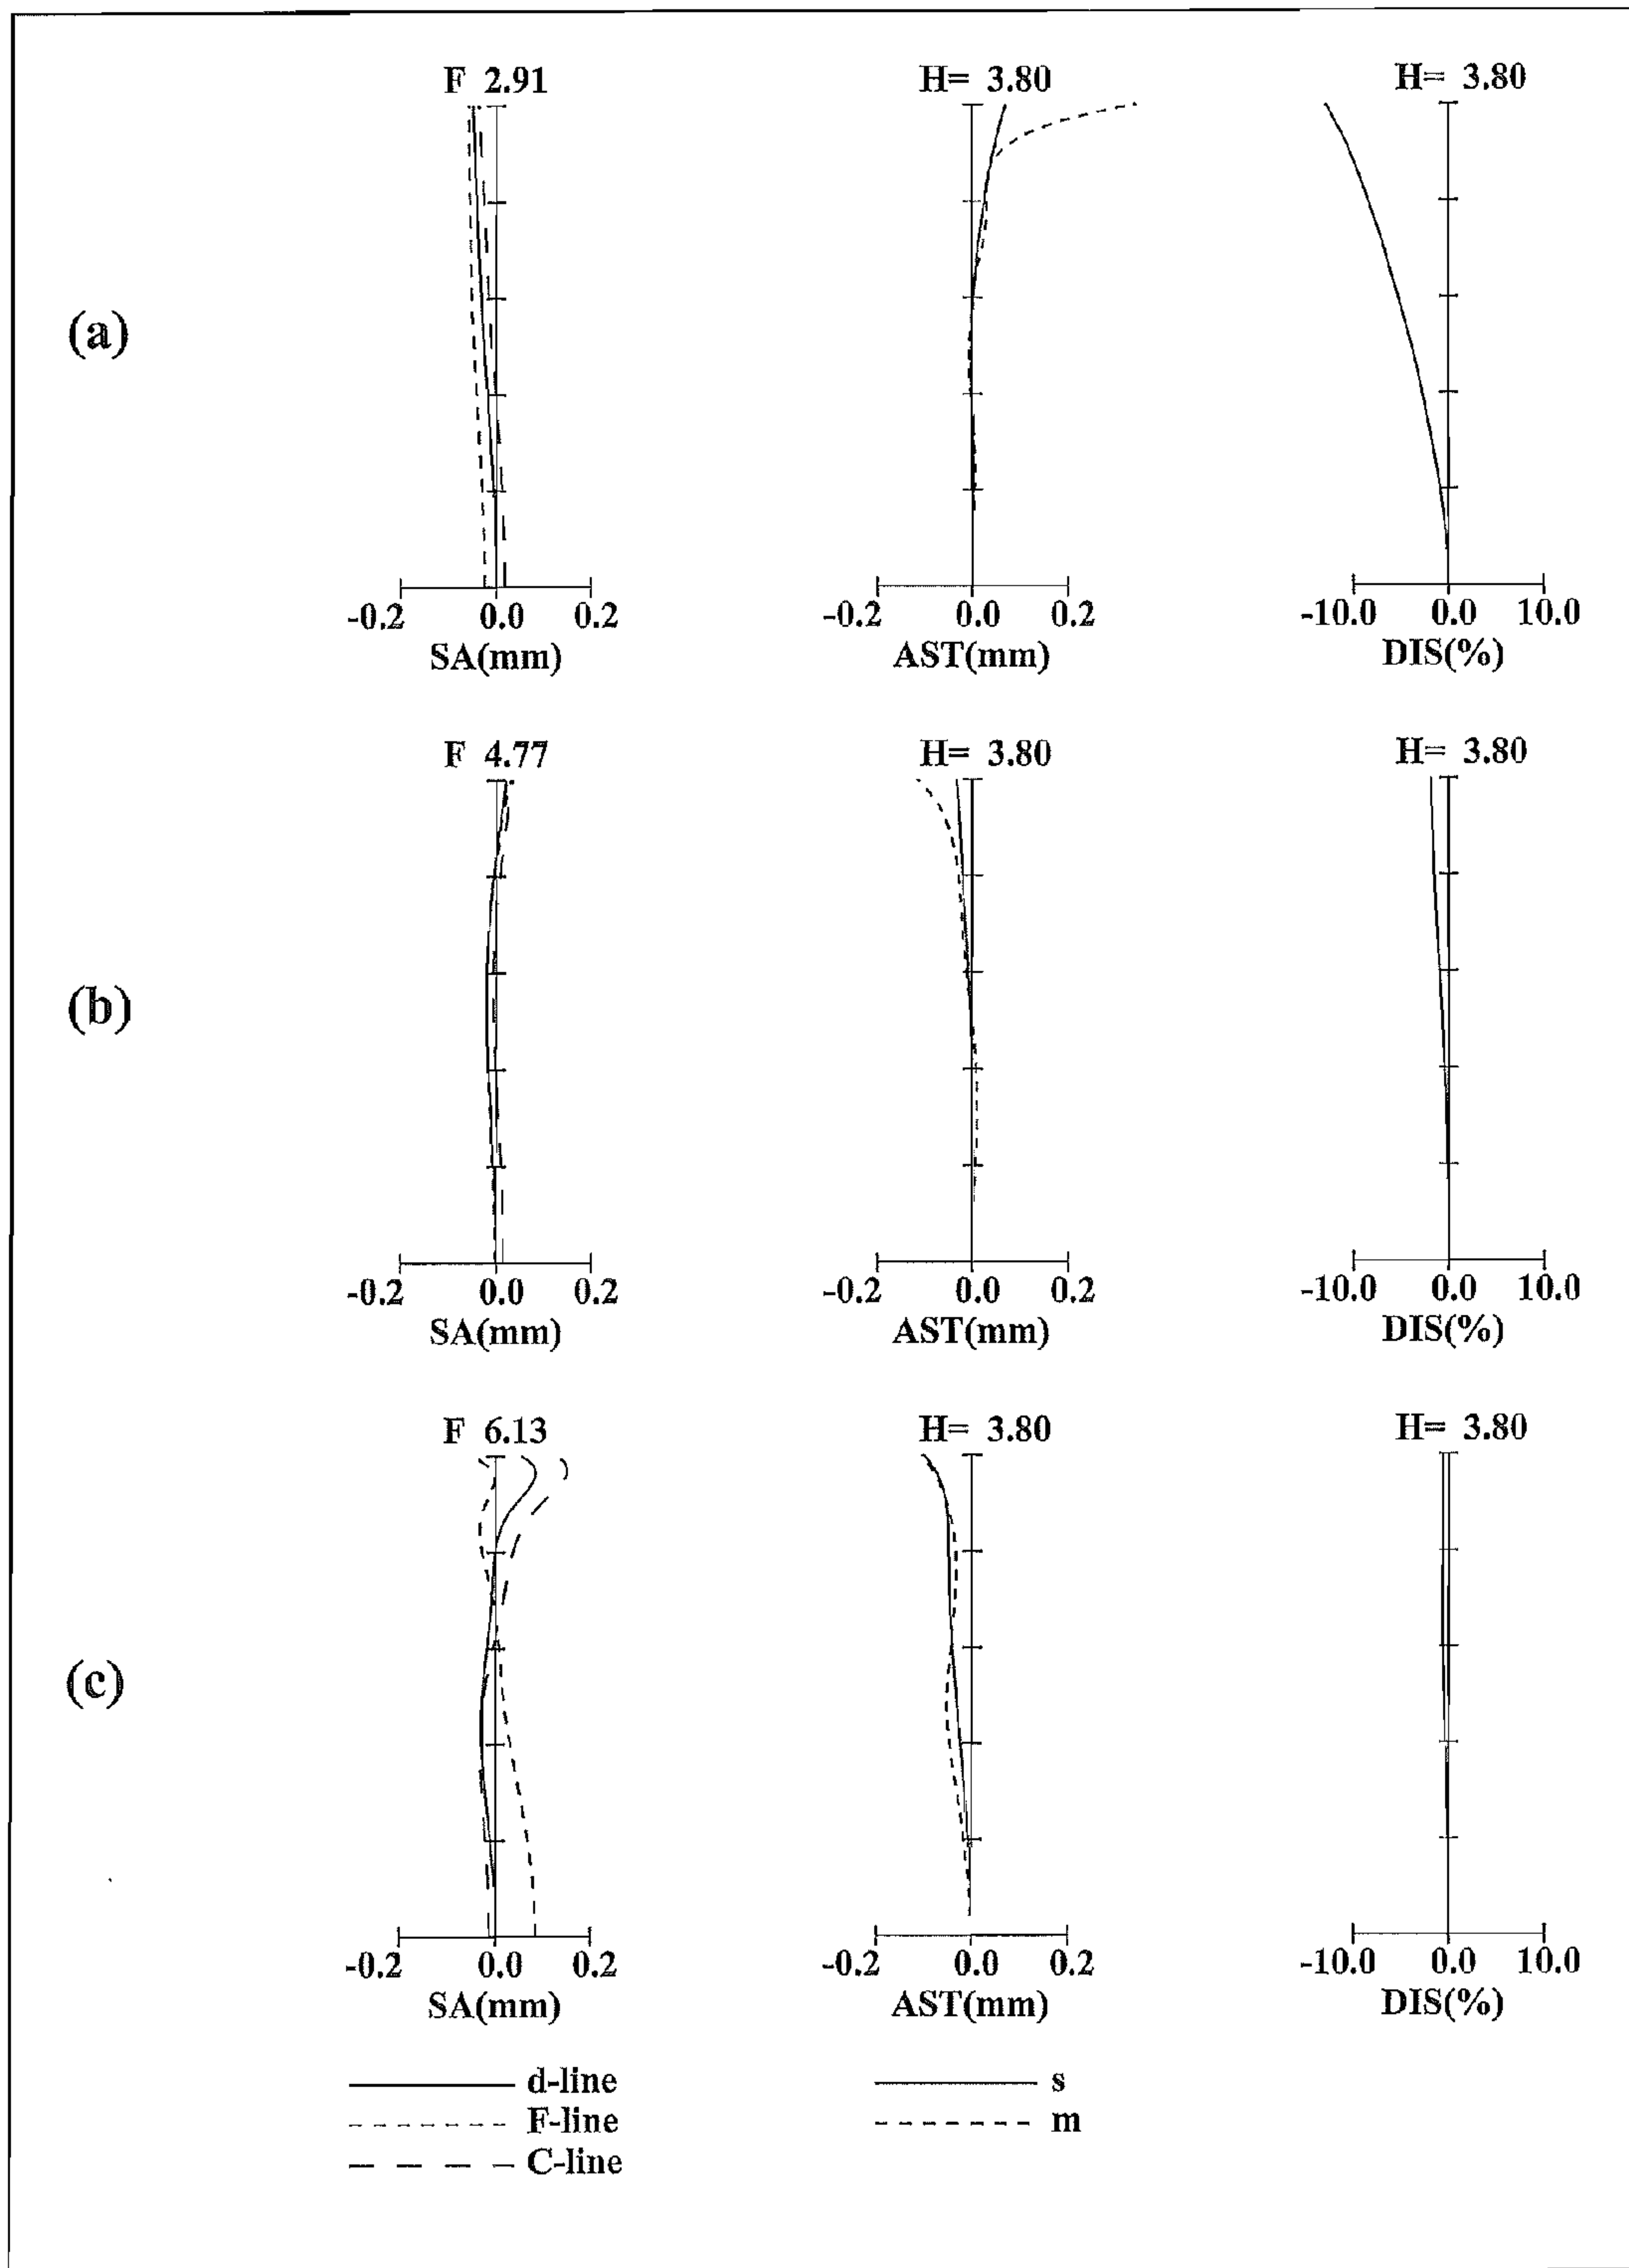 F 2.91 H= 3.80 H= 3.80
(a)
-0.2 0.0 0.2 -0.2 0.0 0.2 -10.0 0.0 10.0
SA(mm) AST(mm) DIS(%)
F 4.77 H= 3.80 H= 3.80
(b)
-0.2 0.0 0.2 -0.2 0.0 0.2 -10.0 0.0 10.0
SA(mm) AST(mm) DIS(%)
F 6.13 H= 3.80 H= 3.80
(c)
-0.2 0.0 0.2 -0.2 0.0 0.2 -10.0 0.0 10.0
SA(mm) AST(mm) DIS(%)
d-line s
F-line m
C-line